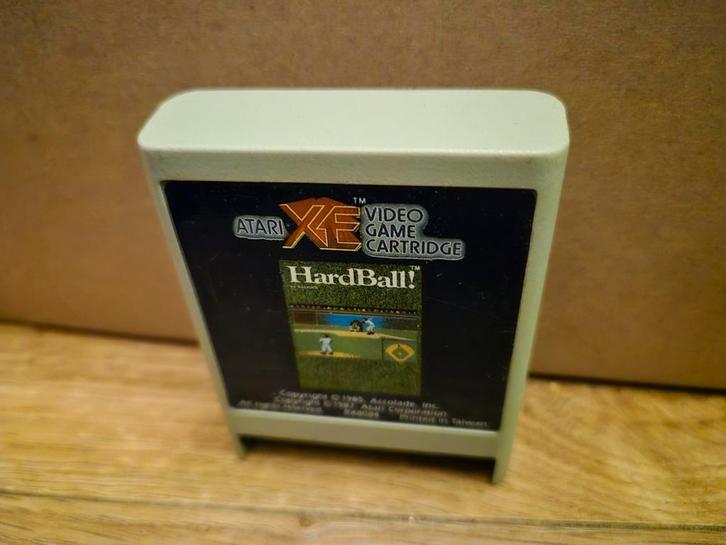 ATARI XE™ VIDEO
GAME
CARTRIDGE
HardBall!™
Copyright © 1985, Accolade, Inc.
Copyright © 1987, Atari Corporation
All rights reserved. Printed in Taiwan